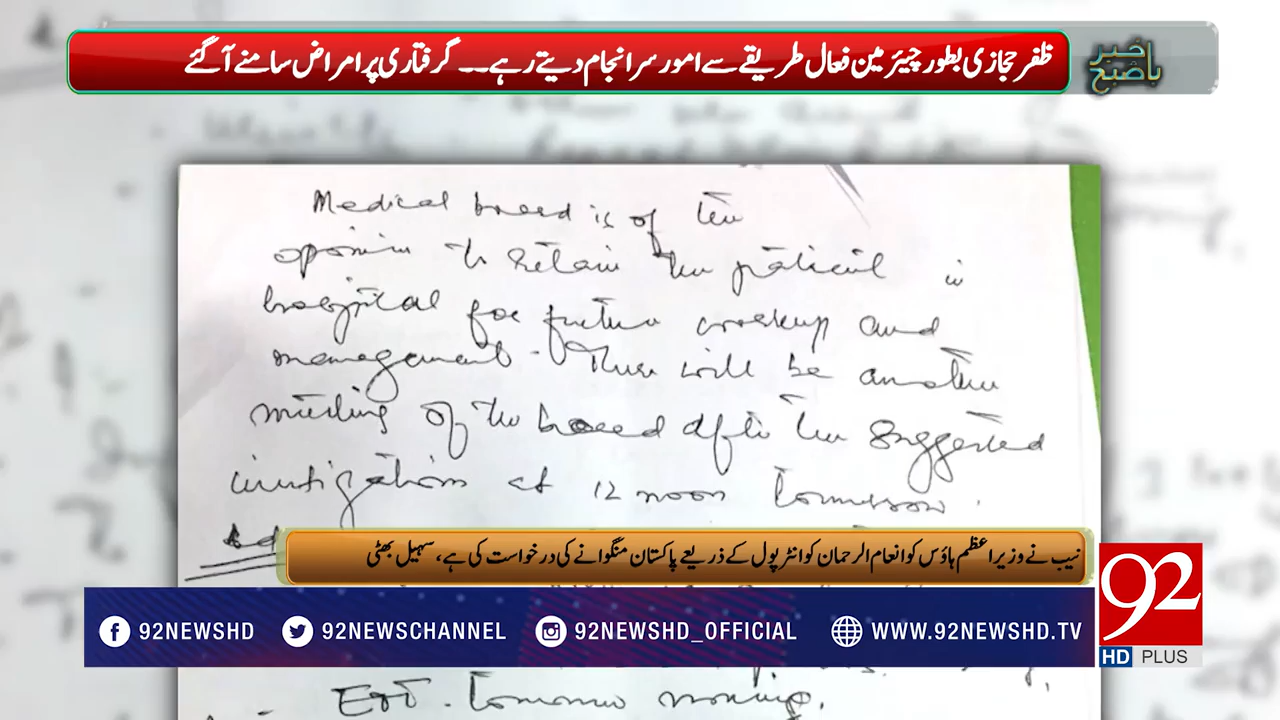 ظفر حجازی بطور چیئرمین فعال طریقے سے امور سرانجام دیتے رہے۔۔۔ گرفتاری پر امراض سامنے آگئے
باخبر صبح
Medical board is of the
opinion to retain the patient in
hospital for further workup and
management. There will be another
meeting of the board after the suggested
investigations at 12 noon tomorrow.
نیب نے وزیراعظم ہاؤس کو انعام الرحمان کو انٹرپول کے ذریعے پاکستان منگوانے کی درخواست کی ہے، سہیل بھٹی
92NEWSHD 92NEWSCHANNEL 92NEWSHD_OFFICIAL WWW.92NEWSHD.TV
92
HD PLUS
ETT. tomorrow morning.